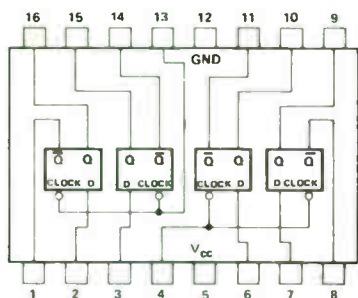 16 15 14 13 12 11 10 9
GND
Q̅ Q Q Q̅ Q̅ Q Q Q̅
CLOCK D D CLOCK CLOCK D D CLOCK
VCC
1 2 3 4 5 6 7 8